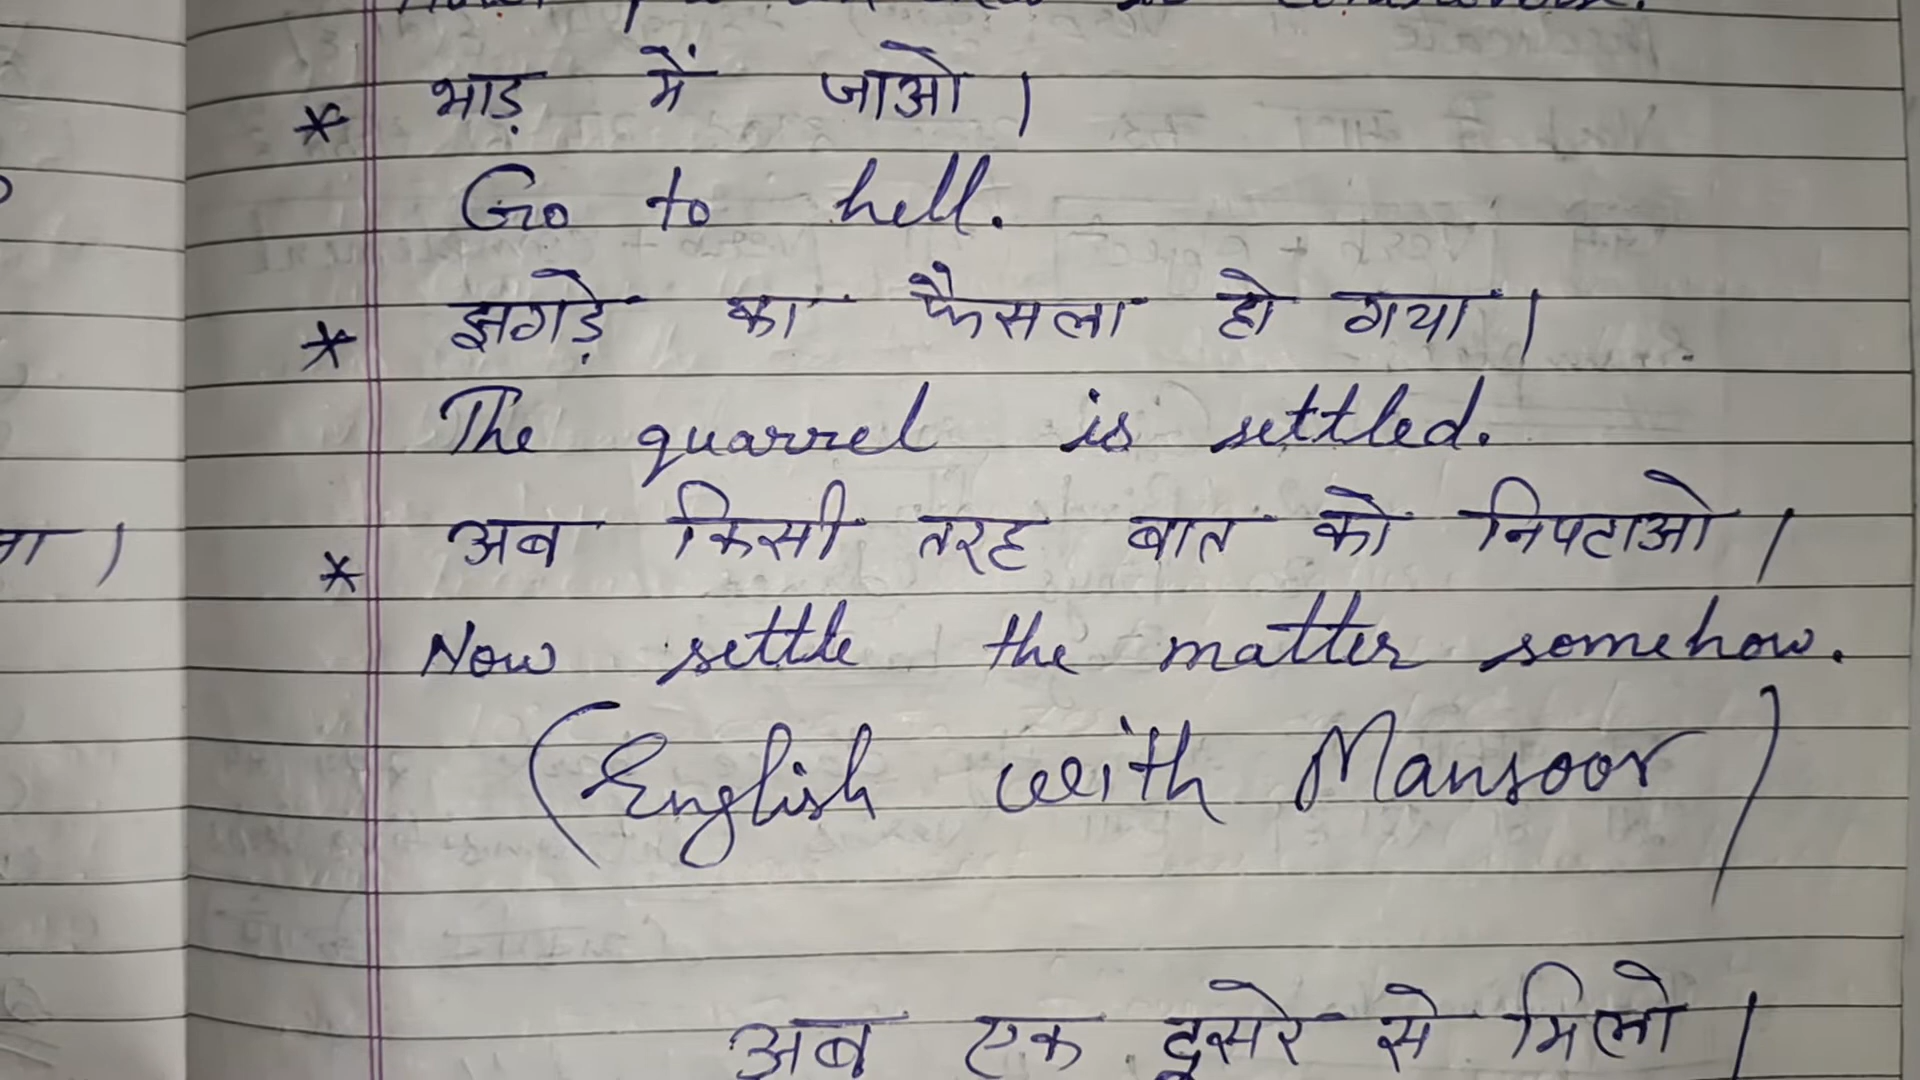 * भाड़ में जाओ ।
Go to hell.
* झगड़े का फैसला हो गया ।
The quarrel is settled.
* अब किसी तरह बात को निपटाओ ।
Now settle the matter somehow.
(English with Mansoor)
अब एक दूसरे से मिलो ।